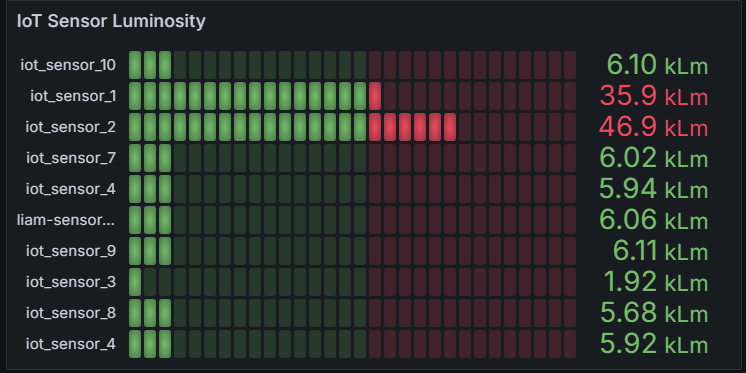 IoT Sensor Luminosity
iot_sensor_10 6.10 kLm
iot_sensor_1 35.9 kLm
iot_sensor_2 46.9 kLm
iot_sensor_7 6.02 kLm
iot_sensor_4 5.94 kLm
liam-sensor... 6.06 kLm
iot_sensor_9 6.11 kLm
iot_sensor_3 1.92 kLm
iot_sensor_8 5.68 kLm
iot_sensor_4 5.92 kLm